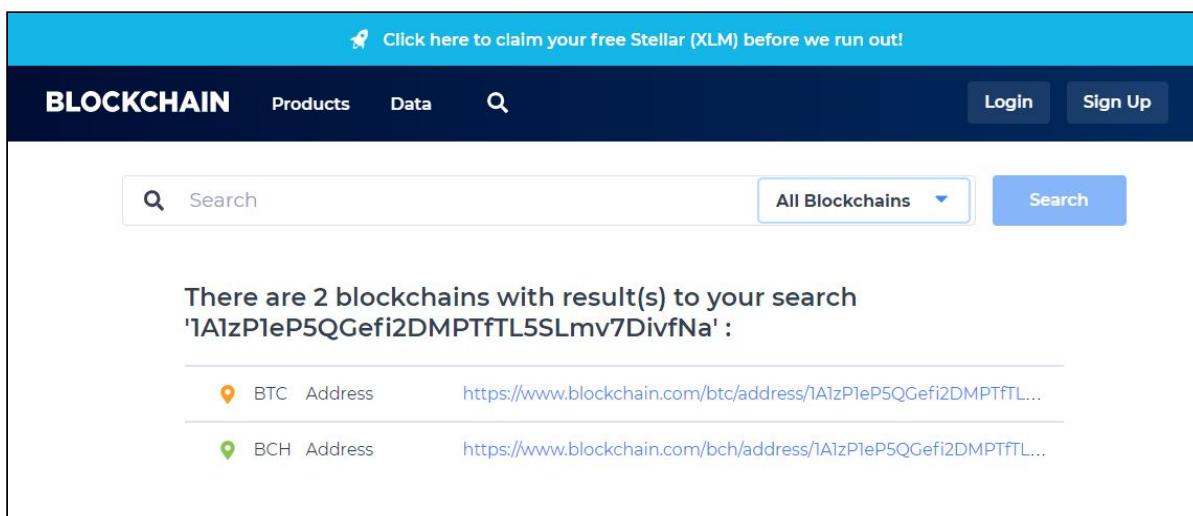 Click here to claim your free Stellar (XLM) before we run out!
BLOCKCHAIN Products Data Login Sign Up
Search All Blockchains Search
There are 2 blockchains with result(s) to your search
'1A1zP1eP5QGefi2DMPTfTL5SLmv7DivfNa' :
BTC Address https://www.blockchain.com/btc/address/1A1zP1eP5QGefi2DMPTfTL...
BCH Address https://www.blockchain.com/bch/address/1A1zP1eP5QGefi2DMPTfTL...